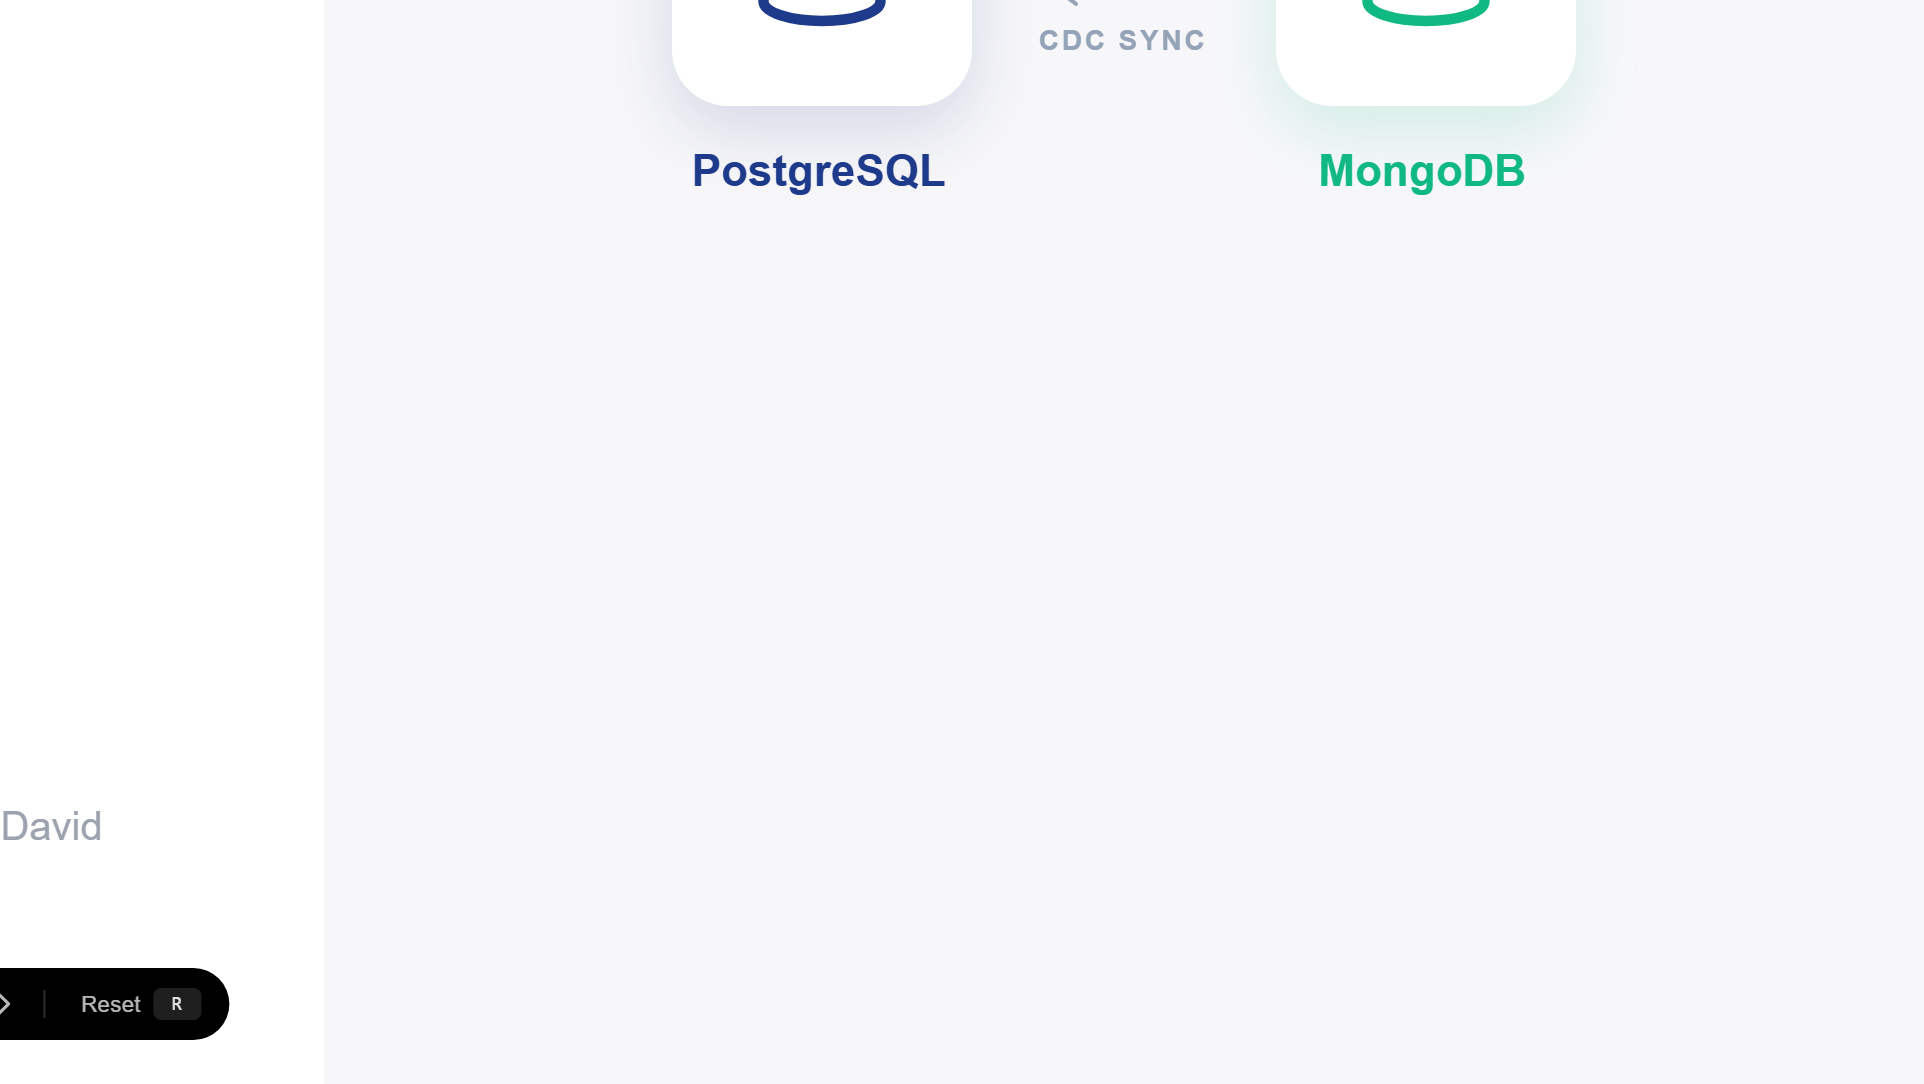 CDC SYNC
PostgreSQL
MongoDB
David
Reset R